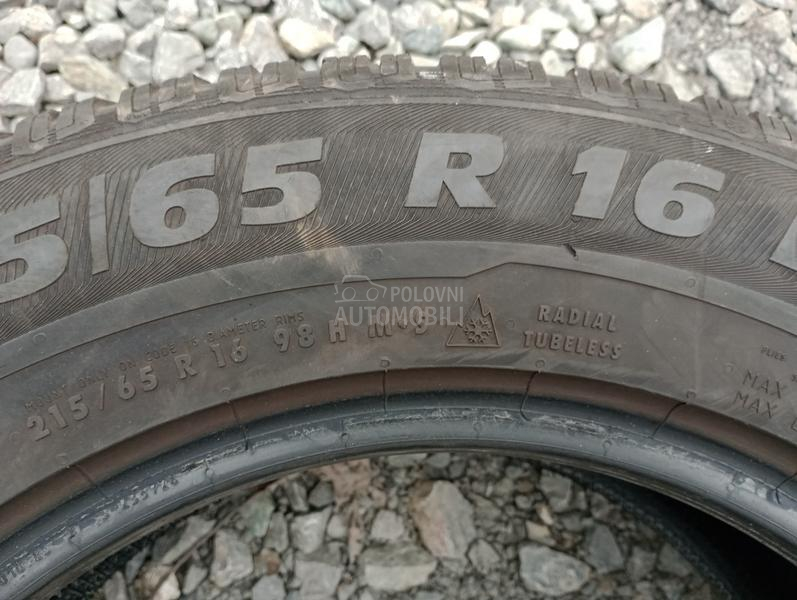 5/65 R 16
POLOVNI
AUTOMOBILI
MOUNT ONLY ON CODE 16 DIAMETER RIMS
215/65 R 16 98 H M+S
RADIAL
TUBELESS
MAX
MAX